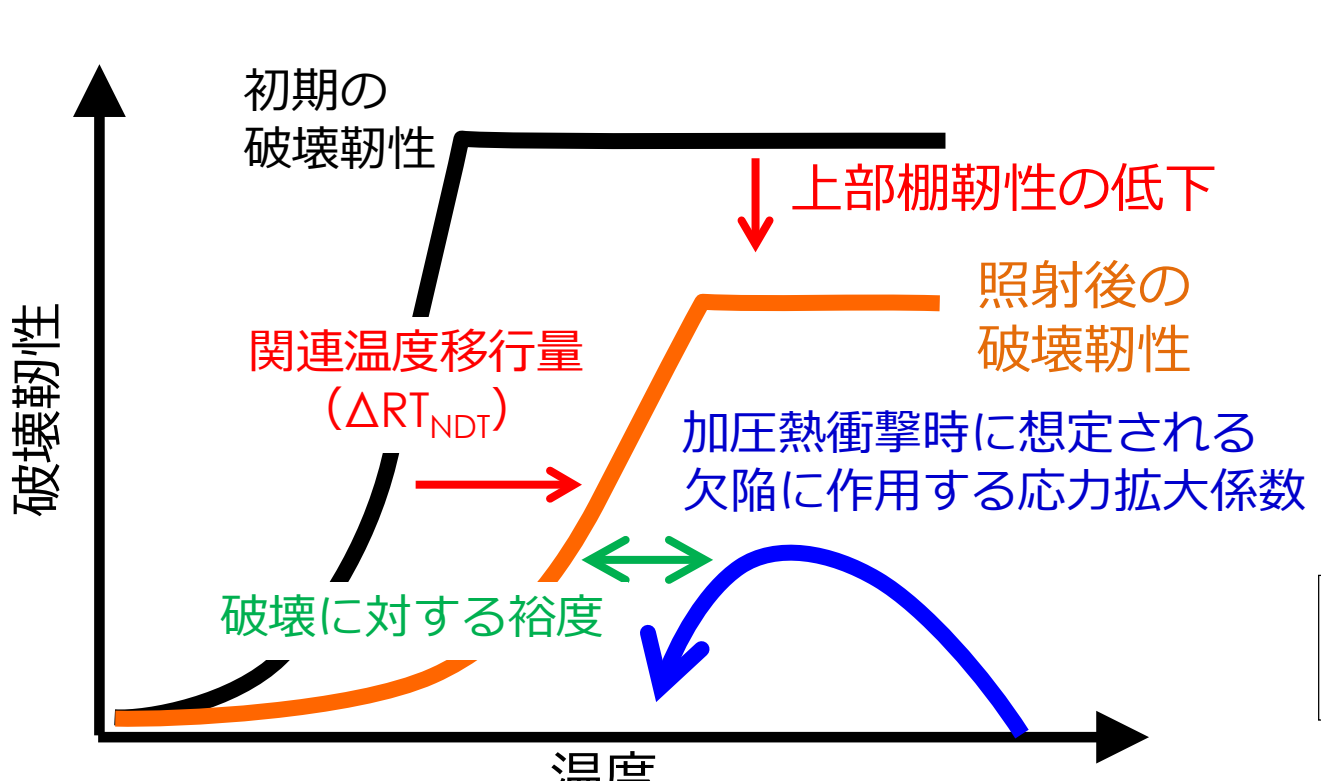 初期の
破壊靭性
上部棚靭性の低下
照射後の
破壊靭性
関連温度移行量
（ΔRTNDT）
加圧熱衝撃時に想定される
欠陥に作用する応力拡大係数
破壊に対する裕度
破壊靭性
温度